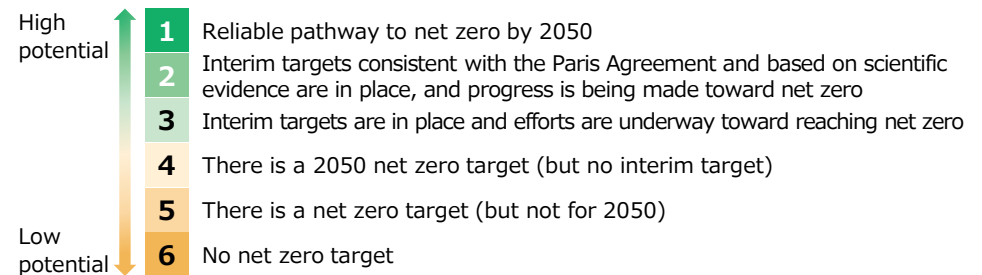 High
potential
1 Reliable pathway to net zero by 2050
2 Interim targets consistent with the Paris Agreement and based on scientific
evidence are in place, and progress is being made toward net zero
3 Interim targets are in place and efforts are underway toward reaching net zero
4 There is a 2050 net zero target (but no interim target)
5 There is a net zero target (but not for 2050)
Low
potential
6 No net zero target